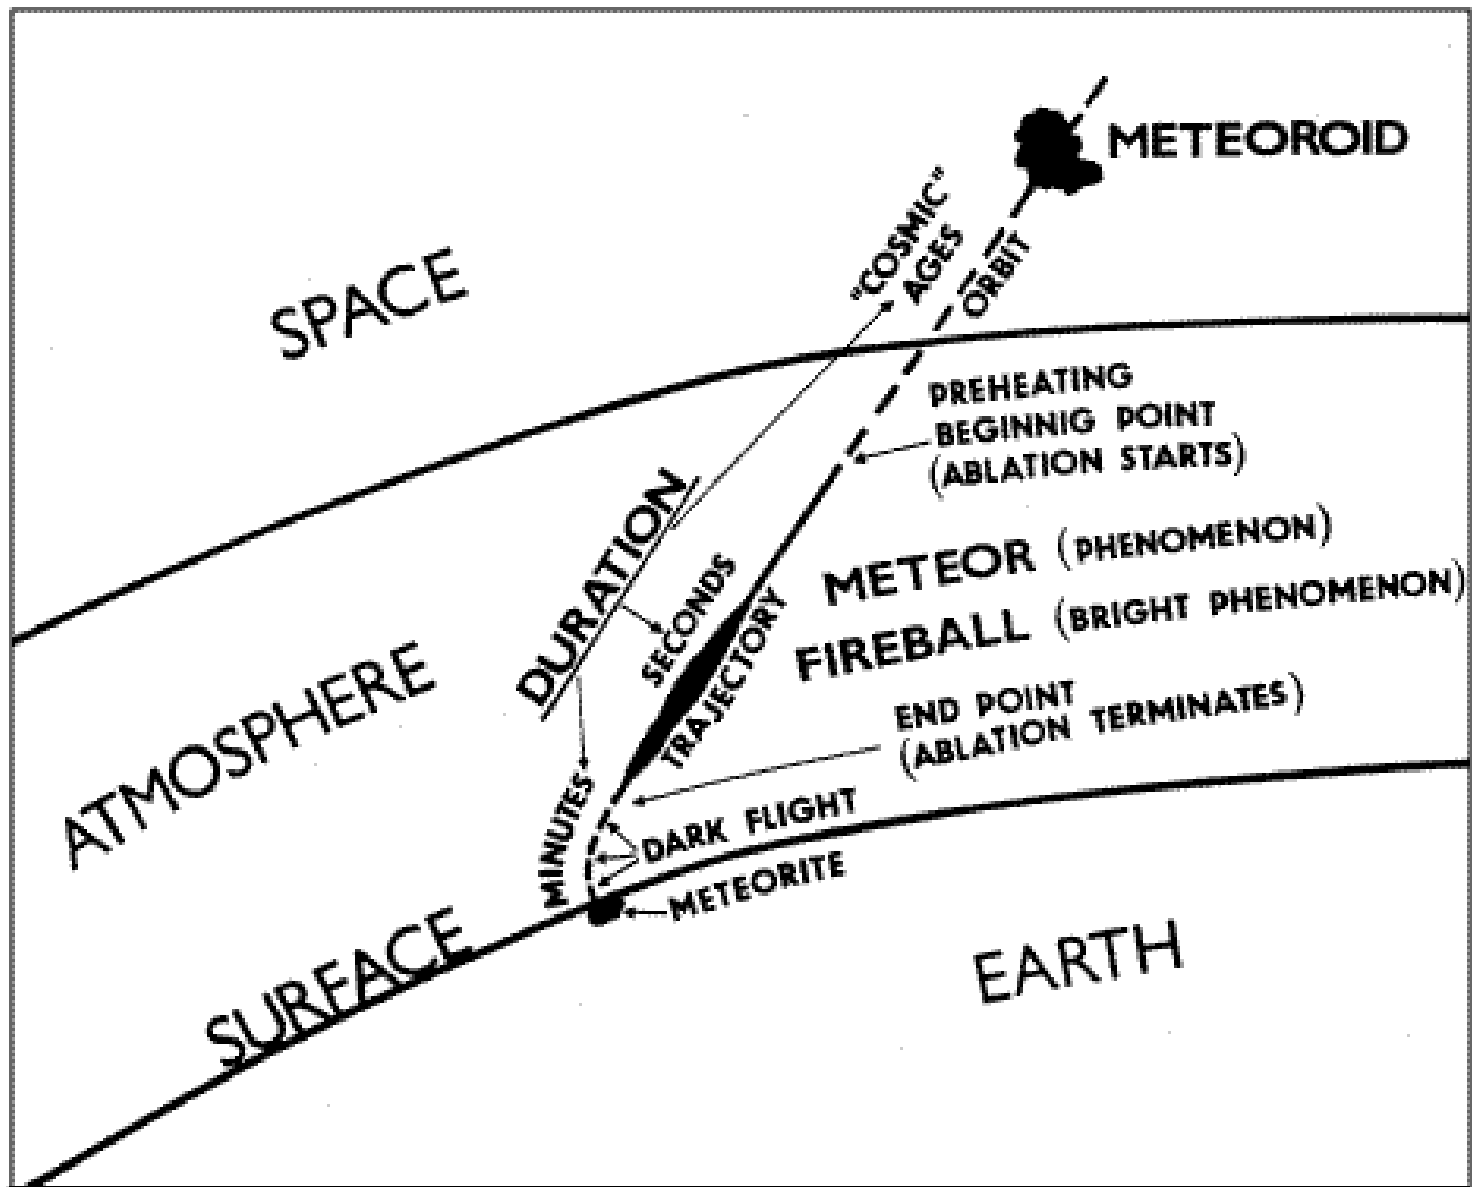 METEOROID
"COSMIC"
AGES
ORBIT
SPACE
PREHEATING
BEGINNIG POINT
(ABLATION STARTS)
DURATION
SECONDS
TRAJECTORY
METEOR (PHENOMENON)
FIREBALL (BRIGHT PHENOMENON)
ATMOSPHERE
END POINT
(ABLATION TERMINATES)
MINUTES
DARK FLIGHT
METEORITE
SURFACE
EARTH